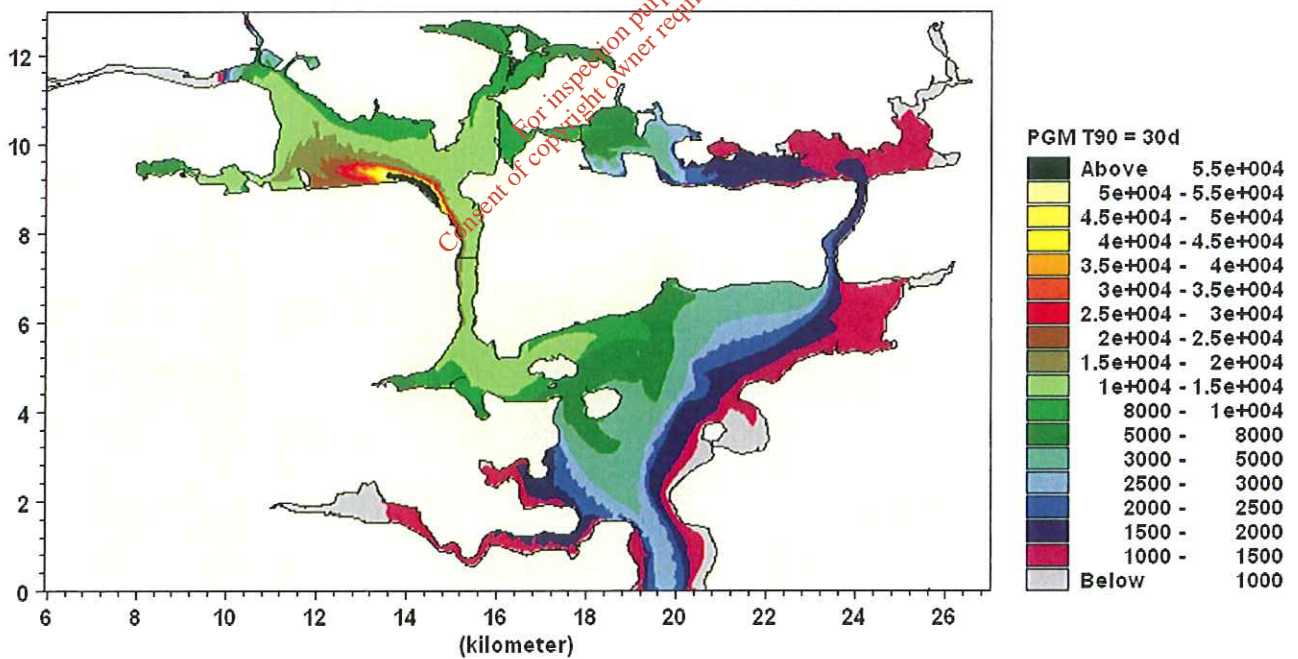 For inspection pur
Consent of copyright owner requi
12
10
8
6
4
2
0
6 8 10 12 14 16 18 20 22 24 26
(kilometer)
PGM T90 = 30d
Above 5.5e+004
5e+004 - 5.5e+004
4.5e+004 - 5e+004
4e+004 - 4.5e+004
3.5e+004 - 4e+004
3e+004 - 3.5e+004
2.5e+004 - 3e+004
2e+004 - 2.5e+004
1.5e+004 - 2e+004
1e+004 - 1.5e+004
8000 - 1e+004
5000 - 8000
3000 - 5000
2500 - 3000
2000 - 2500
1500 - 2000
1000 - 1500
Below 1000